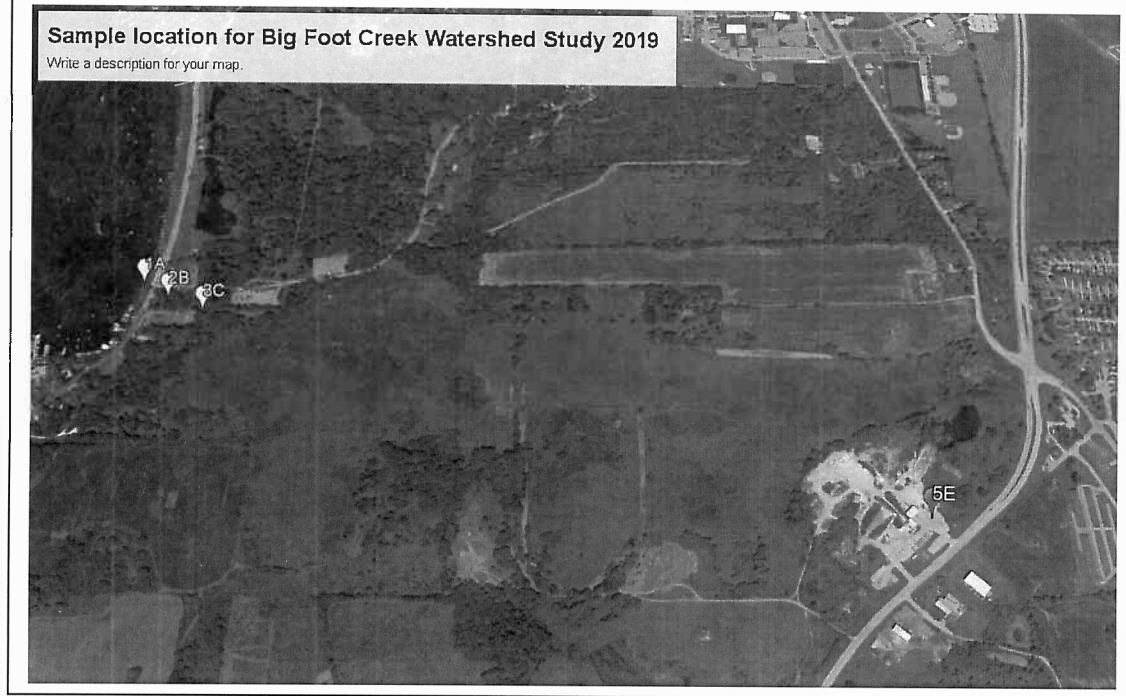 Sample location for Big Foot Creek Watershed Study 2019
Write a description for your map.
1A
2B
3C
5E